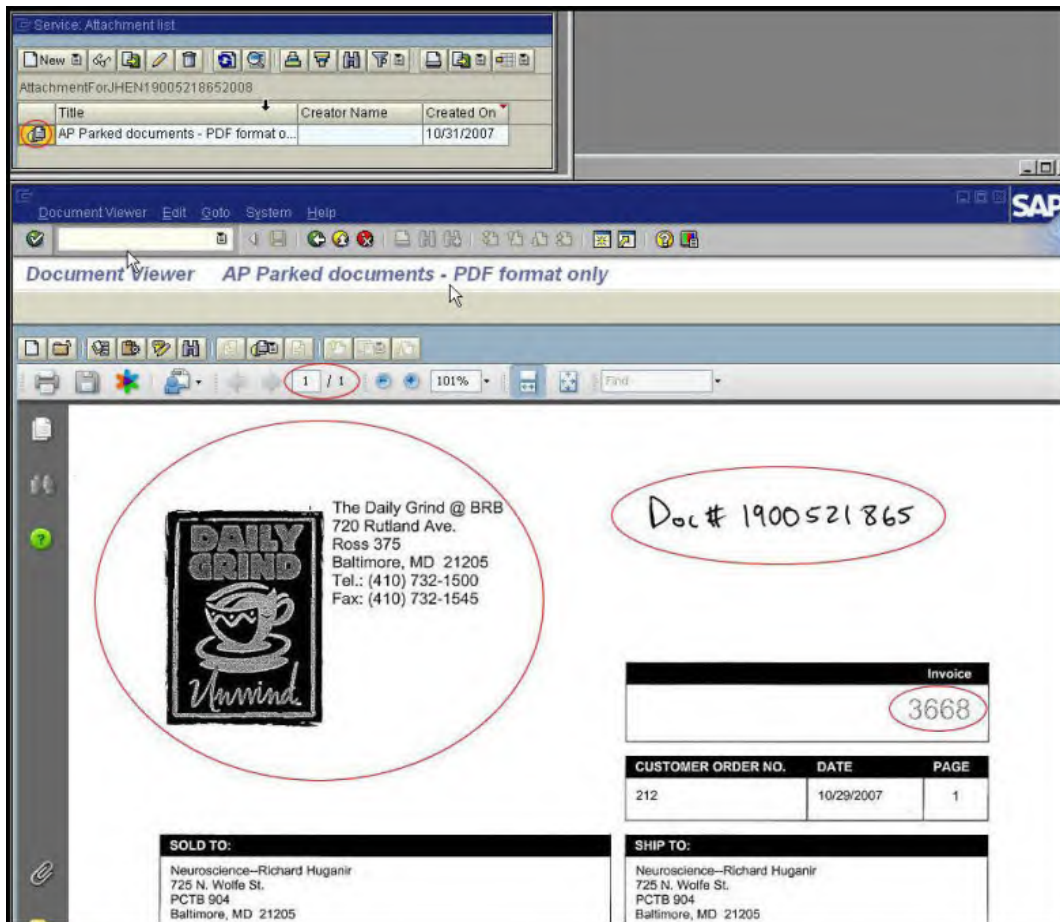 Service: Attachment list
New
AttachmentForJHEN19005218652008
Title Creator Name Created On
AP Parked documents - PDF format o... 10/31/2007
SAP
Document Viewer Edit Goto System Help
Document Viewer AP Parked documents - PDF format only
1 / 1 101% Find
The Daily Grind @ BRB
720 Rutland Ave.
Ross 375
Baltimore, MD 21205
Tel.: (410) 732-1500
Fax: (410) 732-1545
DAILY
GRIND
Unwind.
Doc# 1900521865
Invoice
3668
CUSTOMER ORDER NO. DATE PAGE
212 10/29/2007 1
SOLD TO:
Neuroscience--Richard Huganir
725 N. Wolfe St.
PCTB 904
Baltimore, MD 21205
SHIP TO:
Neuroscience--Richard Huganir
725 N. Wolfe St.
PCTB 904
Baltimore, MD 21205